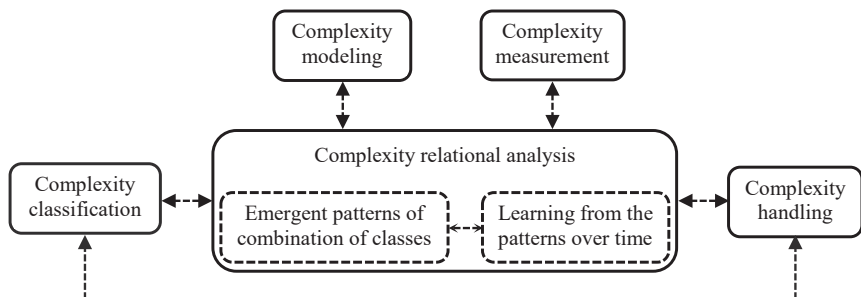 Complexity
modeling
Complexity
measurement
Complexity relational analysis
Complexity
classification
Emergent patterns of
combination of classes
Learning from the
patterns over time
Complexity
handling